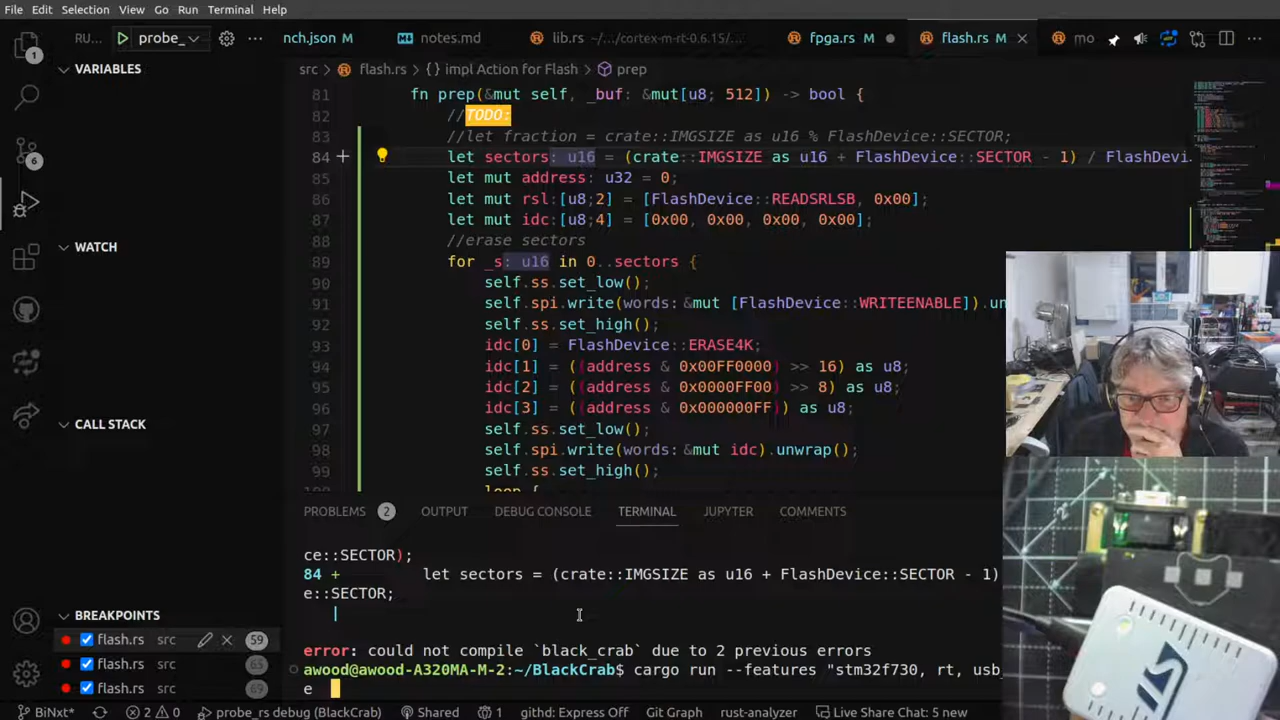 File Edit Selection View Go Run Terminal Help
RU... probe_ nch.json M notes.md lib.rs ~/.../cortex-m-rt-0.6.15/... fpga.rs M flash.rs M mo
VARIABLES
src > flash.rs > {} impl Action for Flash > prep
81 fn prep(&mut self, _buf: &mut[u8; 512]) -> bool {
82 //TODO:
83 //let fraction = crate::IMGSIZE as u16 % FlashDevice::SECTOR;
84 let sectors: u16 = (crate::IMGSIZE as u16 + FlashDevice::SECTOR - 1) / FlashDevi
85 let mut address: u32 = 0;
86 let mut rsl:[u8;2] = [FlashDevice::READSRLSB, 0x00];
87 let mut idc:[u8;4] = [0x00, 0x00, 0x00, 0x00];
88 //erase sectors
89 for _s: u16 in 0..sectors {
90 self.ss.set_low();
91 self.spi.write(words: &mut [FlashDevice::WRITEENABLE]).un
92 self.ss.set_high();
93 idc[0] = FlashDevice::ERASE4K;
94 idc[1] = ((address & 0x00FF0000) >> 16) as u8;
95 idc[2] = ((address & 0x0000FF00) >> 8) as u8;
96 idc[3] = ((address & 0x000000FF)) as u8;
97 self.ss.set_low();
98 self.spi.write(words: &mut idc).unwrap();
99 self.ss.set_high();
100 loop {
WATCH
CALL STACK
BREAKPOINTS
flash.rs src 59
flash.rs src 63
flash.rs src 69
PROBLEMS 2 OUTPUT DEBUG CONSOLE TERMINAL JUPYTER COMMENTS
ce::SECTOR);
84 + let sectors = (crate::IMGSIZE as u16 + FlashDevice::SECTOR - 1)
e::SECTOR;
|
error: could not compile `black_crab` due to 2 previous errors
awood@awood-A320MA-M-2:~/BlackCrab$ cargo run --features "stm32f730, rt, usb
e
BiNxt* 2 0 probe_rs debug (BlackCrab) Shared 1 githd: Express Off Git Graph rust-analyzer Live Share Chat: 5 new
1
6